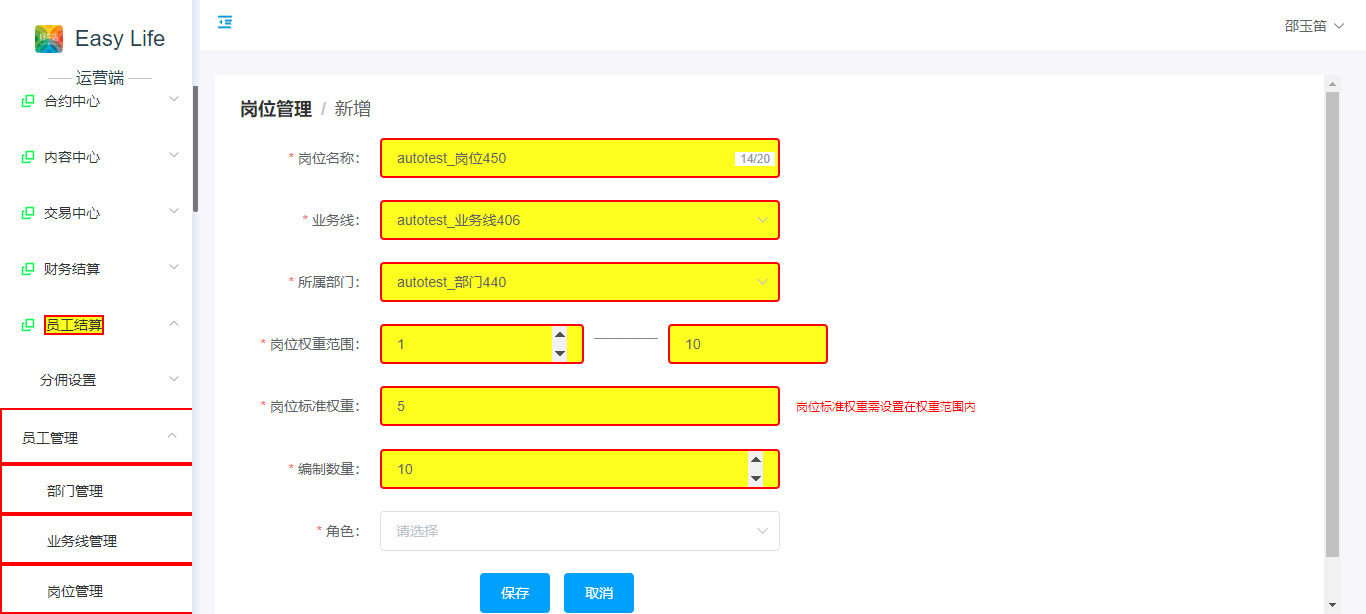 Easy Life
运营端
合约中心
内容中心
交易中心
财务结算
员工结算
分佣设置
员工管理
部门管理
业务线管理
岗位管理
邵玉笛
岗位管理 / 新增
* 岗位名称: autotest_岗位450 14/20
* 业务线: autotest_业务线406
* 所属部门: autotest_部门440
* 岗位权重范围: 1 10
* 岗位标准权重: 5 岗位标准权重需设置在权重范围内
* 编制数量: 10
* 角色: 请选择
保存 取消